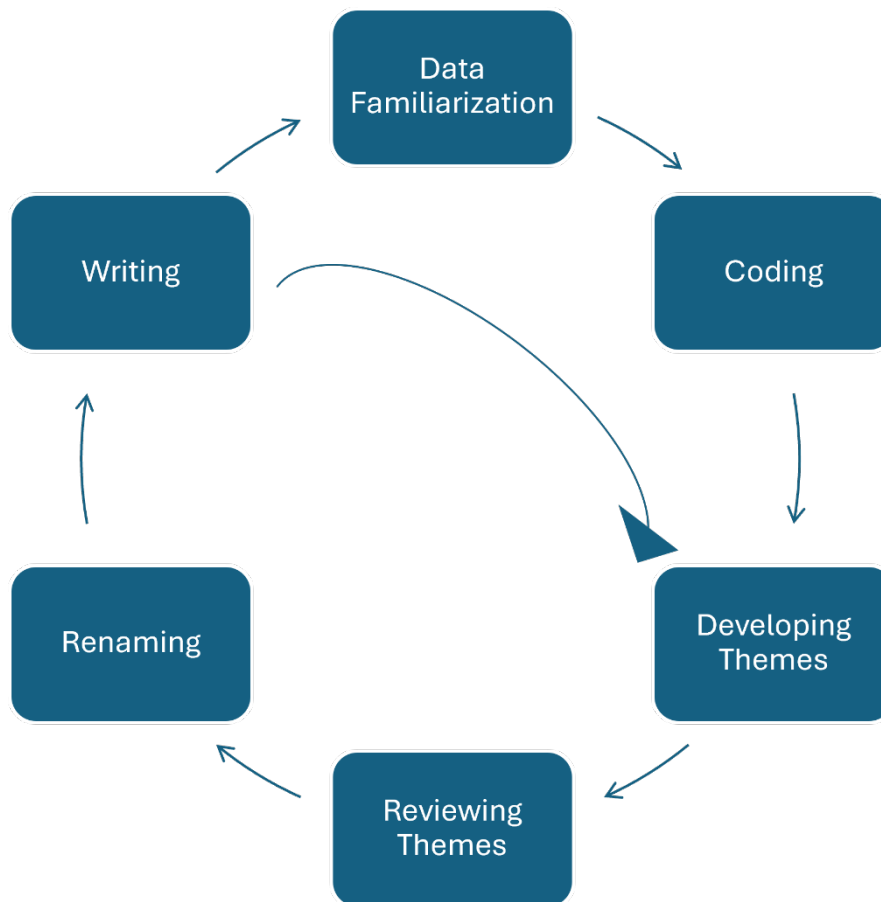 Data
Familiarization
Writing
Coding
Renaming
Developing
Themes
Reviewing
Themes